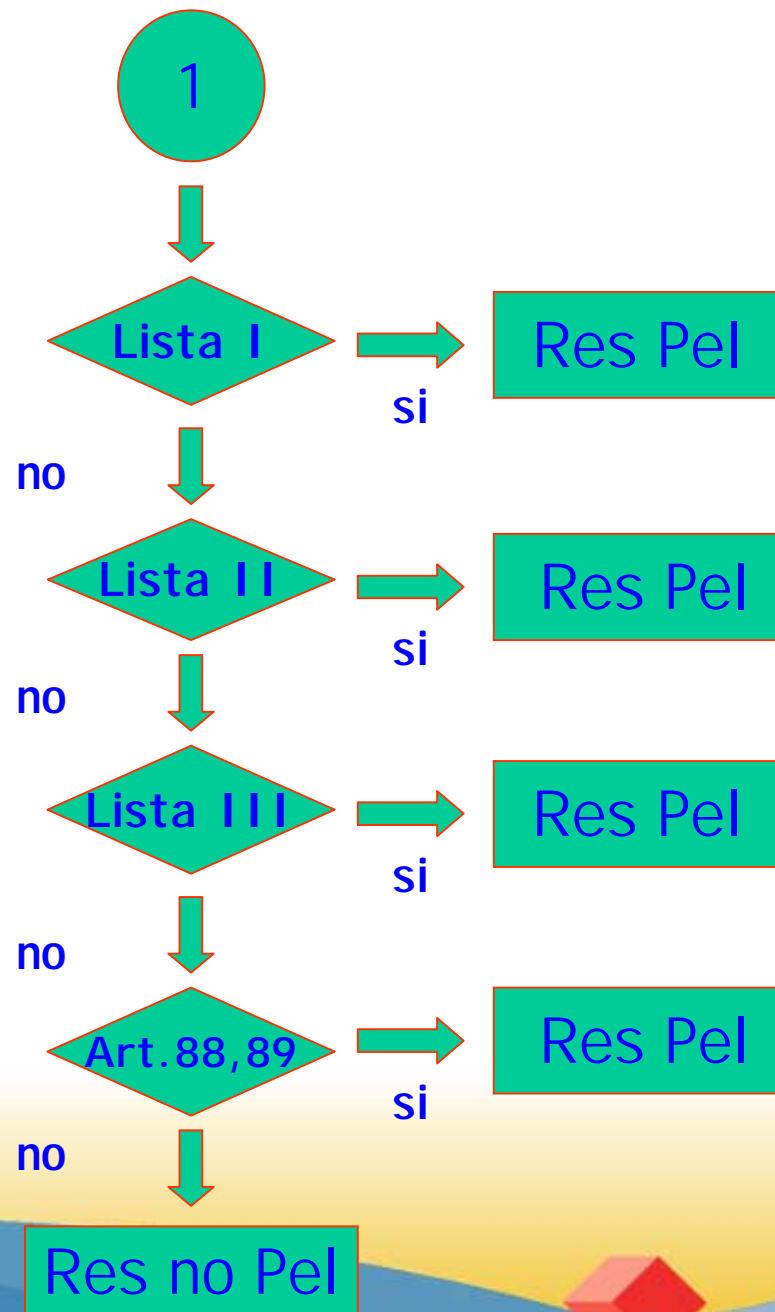 1
Lista I
Res Pel
si
no
Lista II
Res Pel
si
no
Lista III
Res Pel
si
no
Art.88,89
Res Pel
si
no
Res no Pel